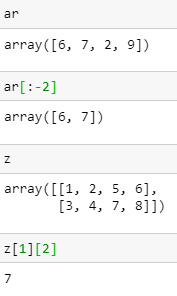 ar
array([6, 7, 2, 9])
ar[:-2]
array([6, 7])
z
array([[1, 2, 5, 6],
       [3, 4, 7, 8]])
z[1][2]
7